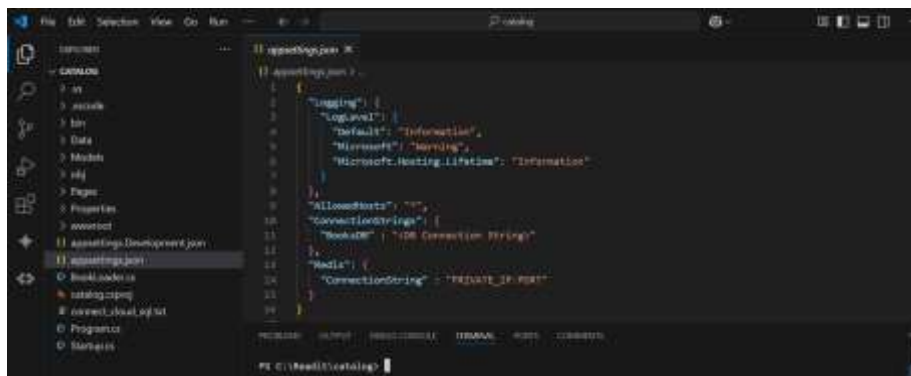 File Edit Selection View Go Run ...
catalog
EXPLORER ...
CATALOG
.vscode
bin
Data
Models
obj
Pages
Properties
wwwroot
appsettings.Development.json
appsettings.json
BookLoader.cs
catalog.csproj
connect_cloud_sql.txt
Program.cs
Startup.cs
{} appsettings.json ×
{} appsettings.json > ...
1 {
2 "Logging": {
3 "LogLevel": {
4 "Default": "Information",
5 "Microsoft": "Warning",
6 "Microsoft.Hosting.Lifetime": "Information"
7 }
8 },
9 "AllowedHosts": "*",
10 "ConnectionStrings": {
11 "BooksDB" : "<DB Connection String>"
12 },
13 "Redis": {
14 "ConnectionString" : "PRIVATE_IP:PORT"
15 }
16 }
PROBLEMS OUTPUT DEBUG CONSOLE TERMINAL PORTS COMMENTS
PS C:\Readit\catalog>